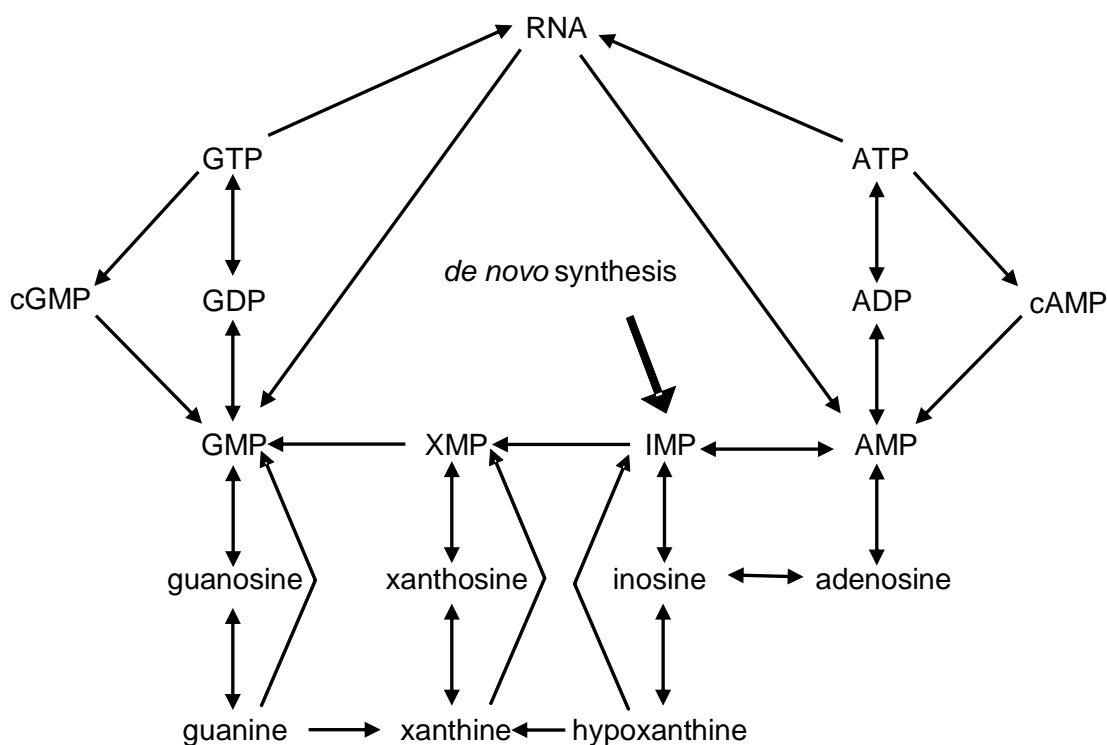 RNA
GTP
ATP
de novo synthesis
cGMP
GDP
ADP
cAMP
GMP
XMP
IMP
AMP
guanosine
xanthosine
inosine
adenosine
guanine
xanthine
hypoxanthine